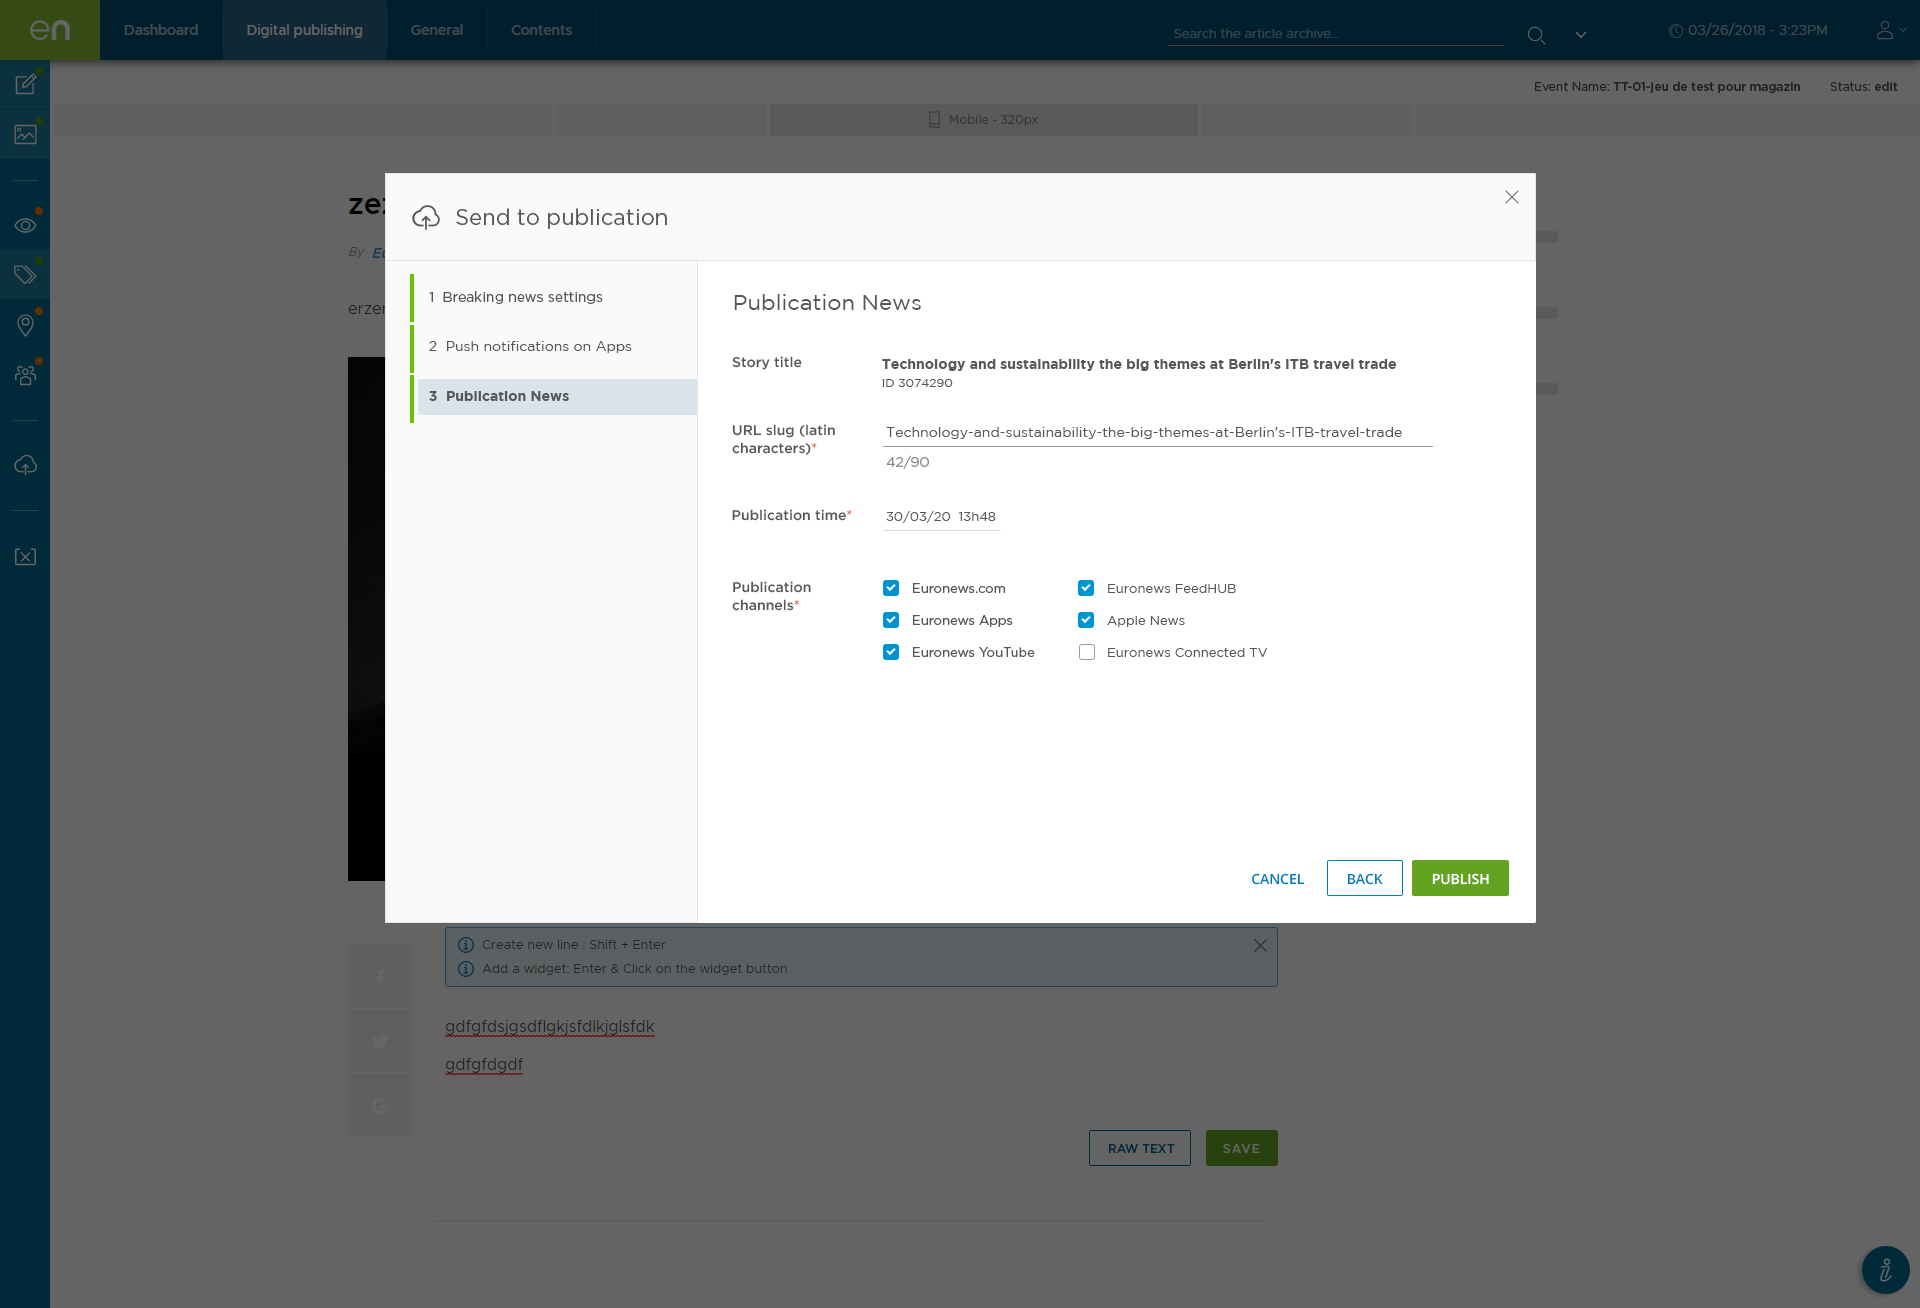 en
Dashboard
Digital publishing
General
Contents
Search the article archive...
03/26/2018 - 3:23PM
Event Name: TT-01-jeu de test pour magazin
Status: edit
Mobile - 320px
By
Send to publication
1 Breaking news settings
2 Push notifications on Apps
3 Publication News
Publication News
Story title
Technology and sustainability the big themes at Berlin's ITB travel trade
ID 3074290
URL slug (latin
characters)*
Technology-and-sustainability-the-big-themes-at-Berlin's-ITB-travel-trade
42/90
Publication time*
30/03/20 13h48
Publication
channels*
Euronews.com
Euronews FeedHUB
Euronews Apps
Apple News
Euronews YouTube
Euronews Connected TV
CANCEL
BACK
PUBLISH
Create new line : Shift + Enter
Add a widget: Enter & Click on the widget button
gdfgfdsjgsdflgkjsfdlkjglsfdk
gdfgfdgdf
RAW TEXT
SAVE